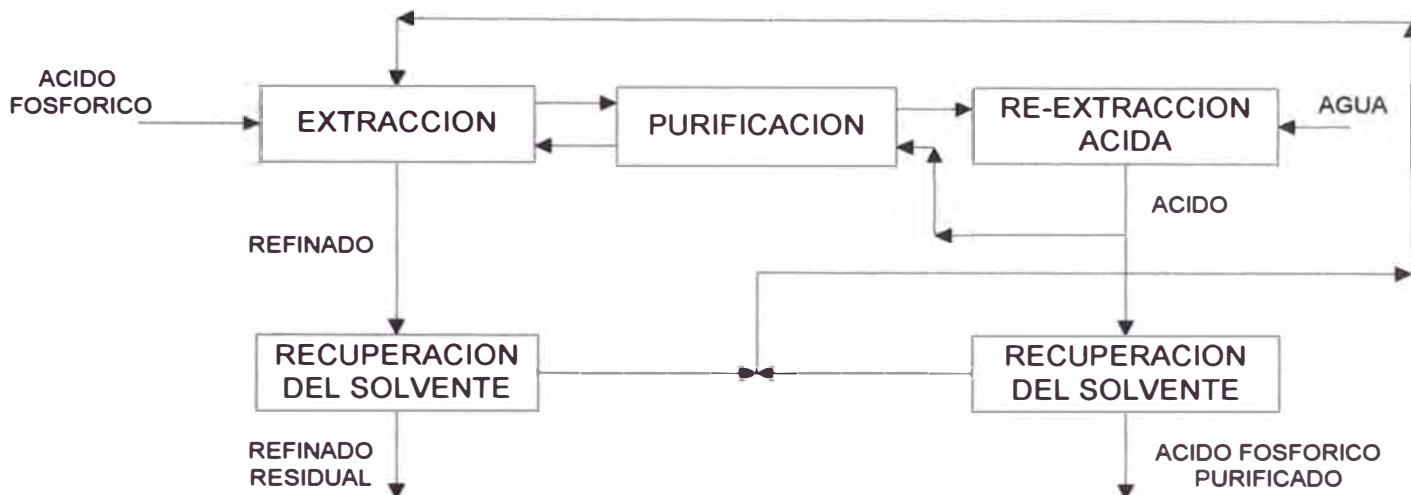 ACIDO
FOSFORICO
EXTRACCION
PURIFICACION
RE-EXTRACCION
ACIDA
AGUA
ACIDO
REFINADO
RECUPERACION
DEL SOLVENTE
RECUPERACION
DEL SOLVENTE
REFINADO
RESIDUAL
ACIDO FOSFORICO
PURIFICADO